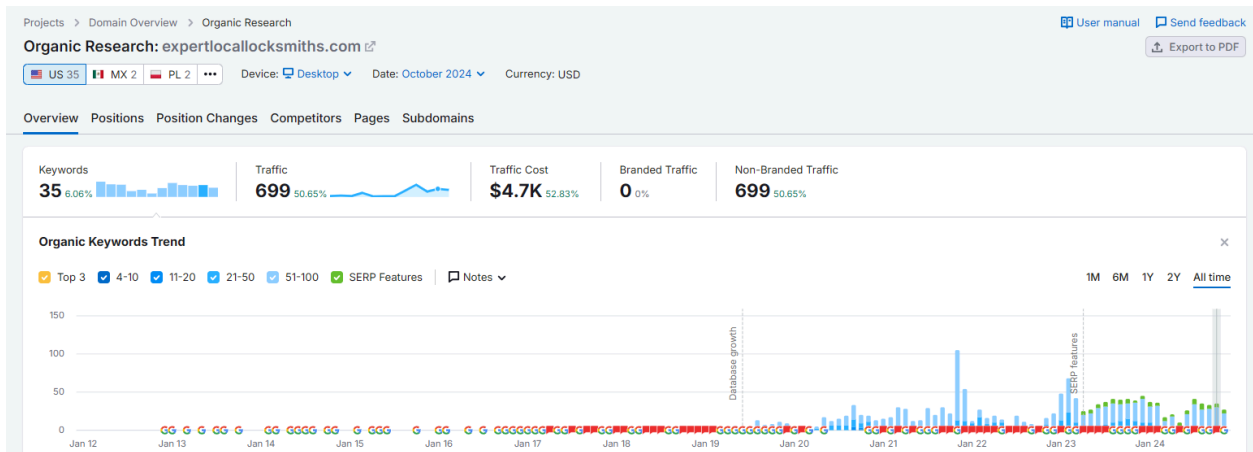 Projects > Domain Overview > Organic Research
User manual Send feedback
Organic Research: expertlocallocksmiths.com
Export to PDF
US 35 MX 2 PL 2 ••• Device: Desktop Date: October 2024 Currency: USD
Overview Positions Position Changes Competitors Pages Subdomains
Keywords Traffic Traffic Cost Branded Traffic Non-Branded Traffic
35 6.06% 699 50.65% $4.7K 52.83% 0 0% 699 50.65%
Organic Keywords Trend
Top 3 4-10 11-20 21-50 51-100 SERP Features Notes 1M 6M 1Y 2Y All time
150
100
50
0
Database growth
SERP features
Jan 12 Jan 13 Jan 14 Jan 15 Jan 16 Jan 17 Jan 18 Jan 19 Jan 20 Jan 21 Jan 22 Jan 23 Jan 24